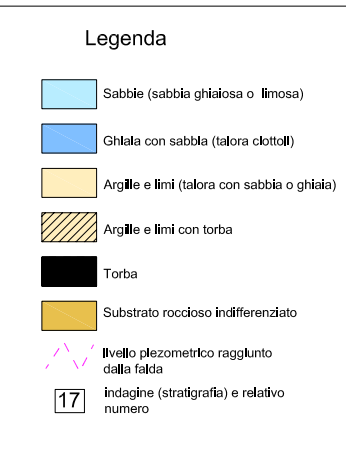 Legenda
Sabbie (sabbia ghiaiosa o limosa)
Ghiaia con sabbia (talora ciottoli)
Argille e limi (talora con sabbia o ghiaia)
Argille e limi con torba
Torba
Substrato roccioso indifferenziato
livello piezometrico raggiunto
dalla falda
17
indagine (stratigrafia) e relativo
numero